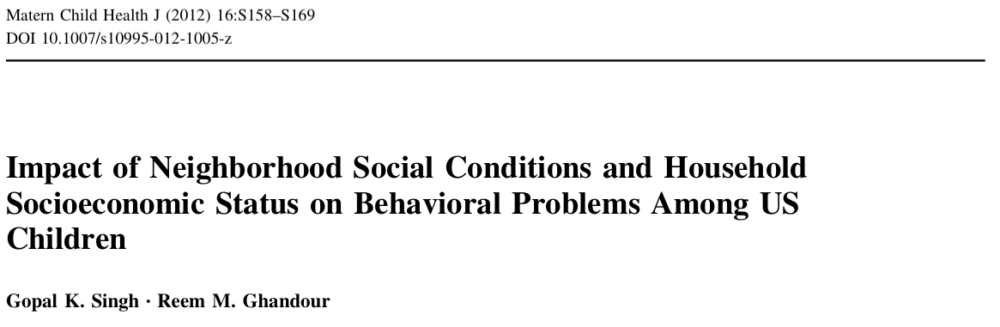 Matern Child Health J (2012) 16:S158–S169
DOI 10.1007/s10995-012-1005-z
Impact of Neighborhood Social Conditions and Household
Socioeconomic Status on Behavioral Problems Among US
Children
Gopal K. Singh · Reem M. Ghandour